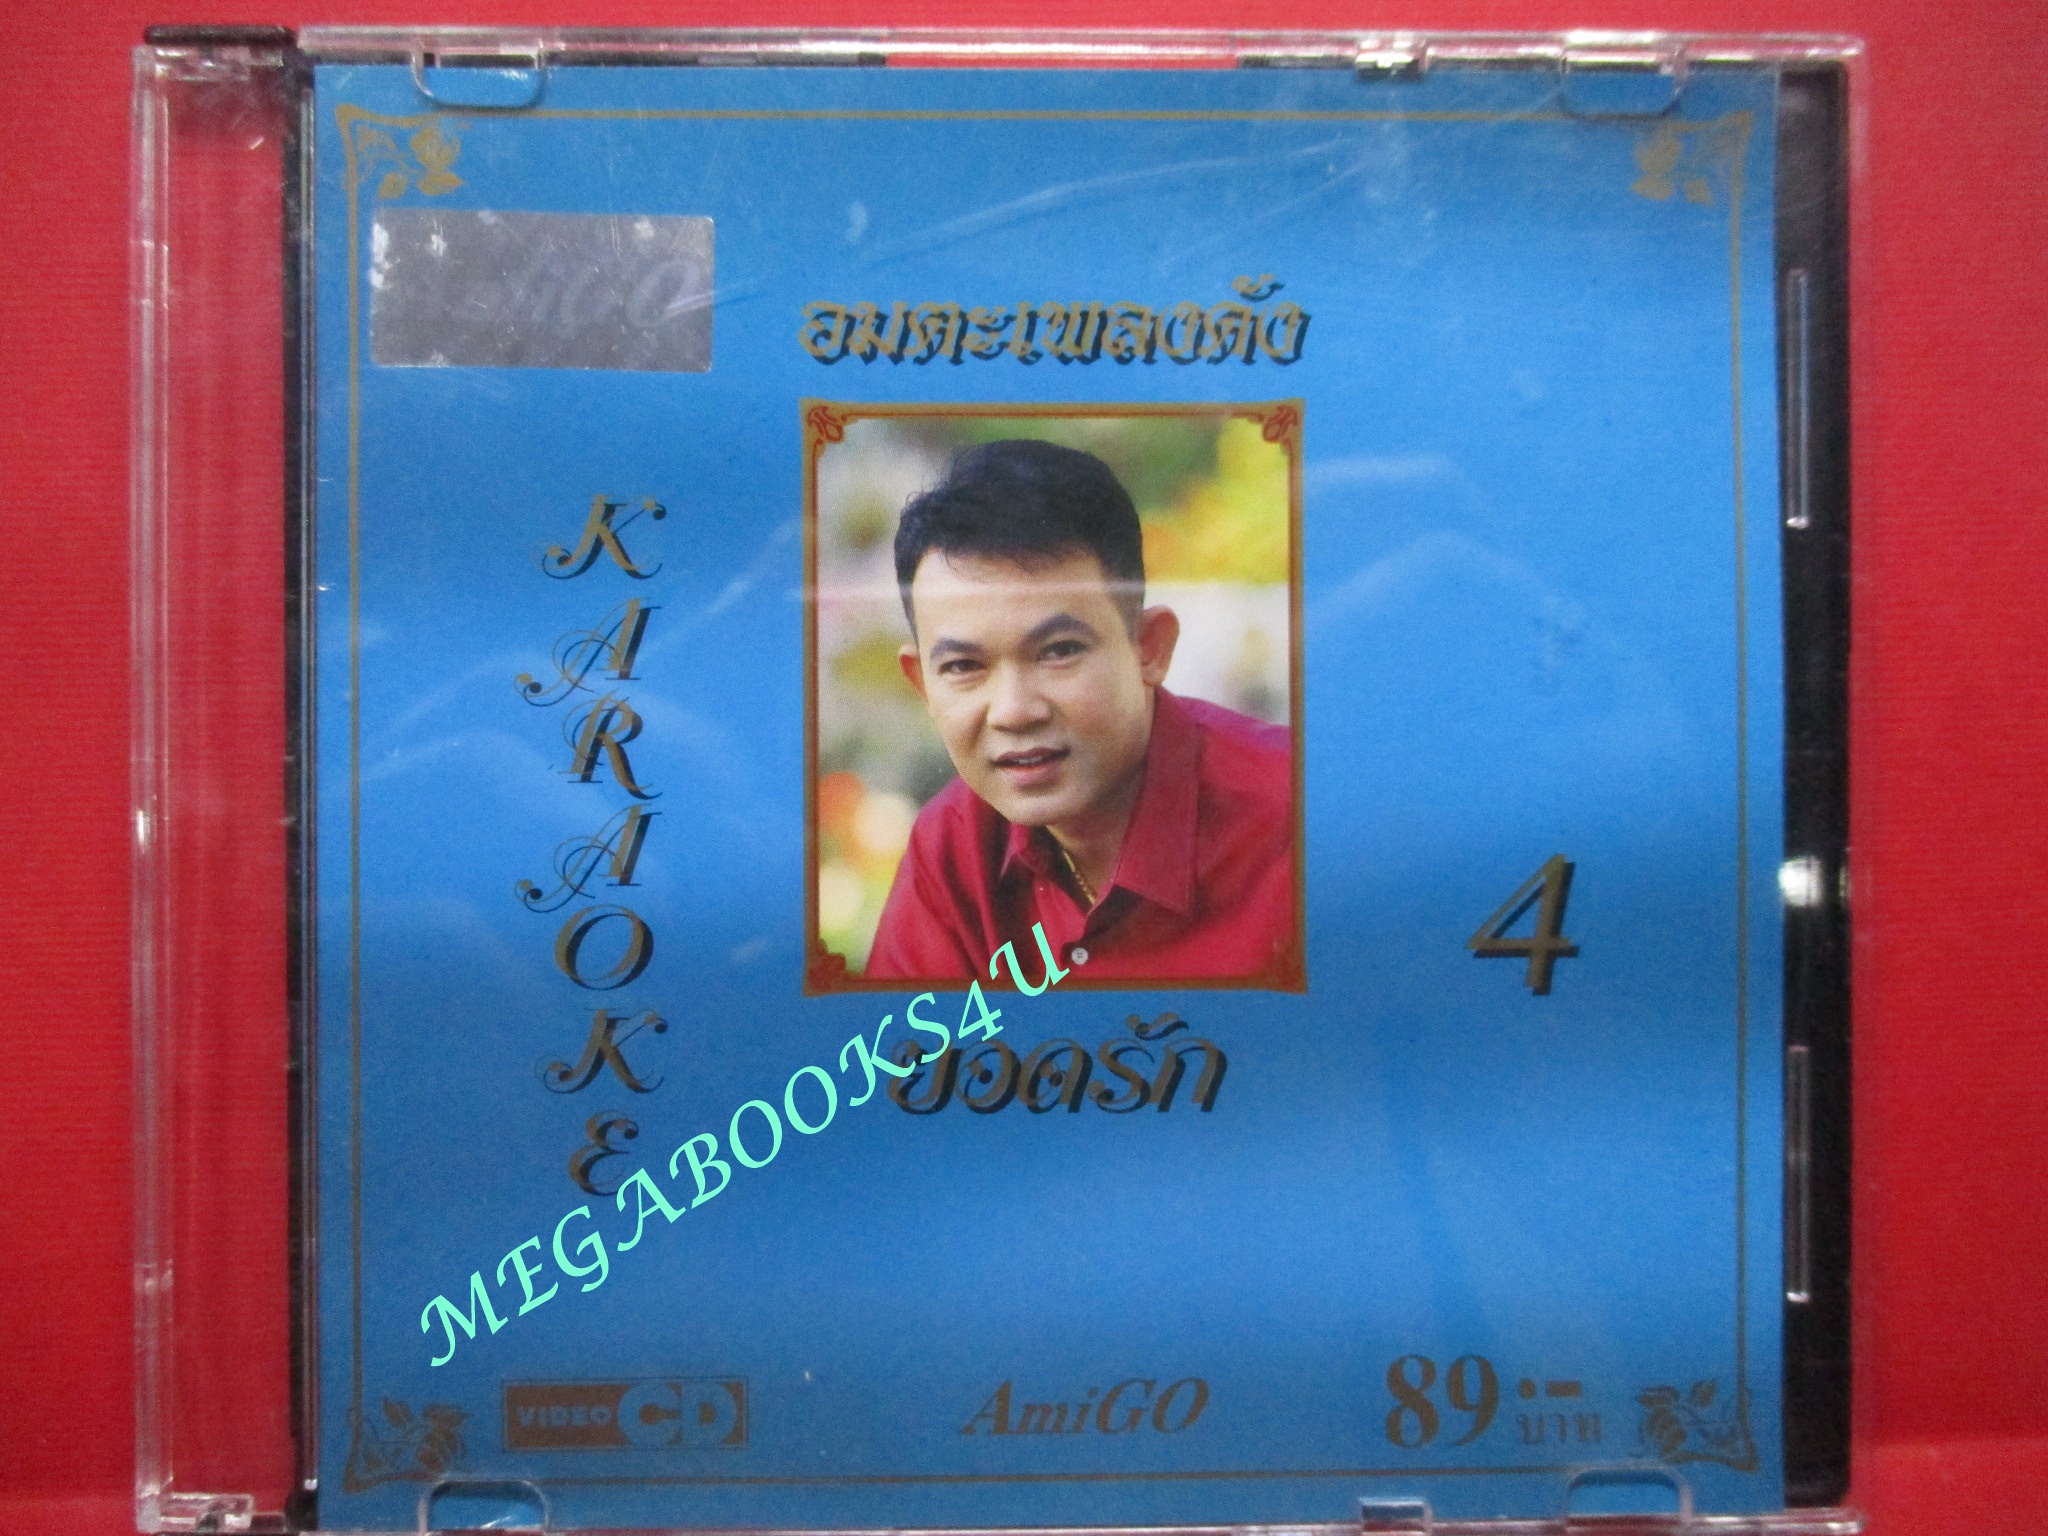 อมตะเพลงดัง
KARAOKE
4
ยอดรัก
MEGABOOKS4U
VIDEO CD
AmiGO
89.- บาท